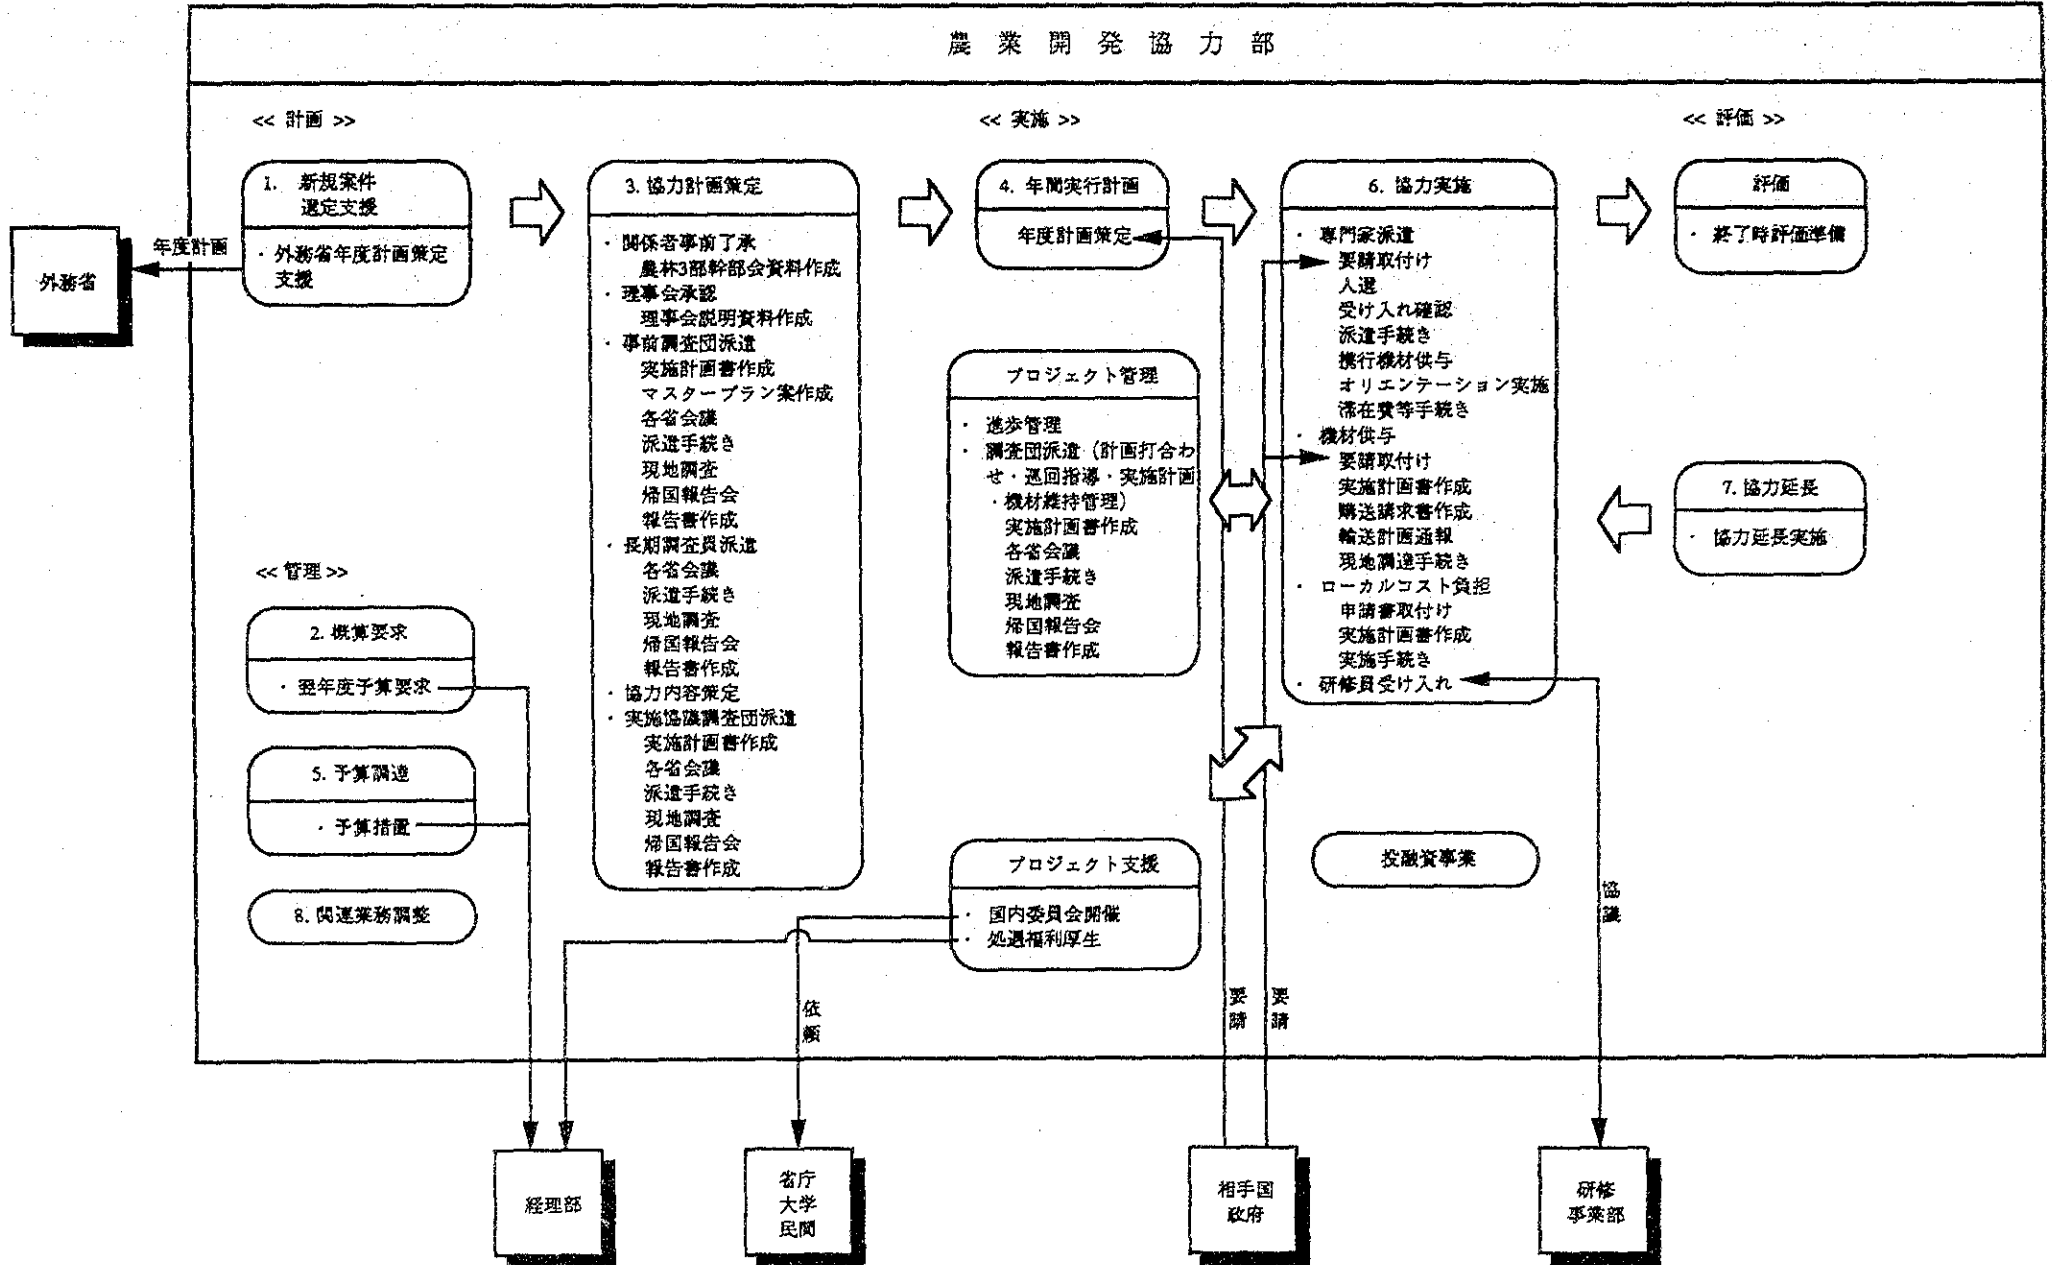 農業開発協力部
<< 計画 >>
<< 実施 >>
<< 評価 >>
1. 新規案件
選定支援
・外務省年度計画策定
支援
年度計画
外務省
3. 協力計画策定
・関係者事前了承
農林3部幹部会資料作成
・理事会承認
理事会説明資料作成
・事前調査団派遣
実施計画書作成
マスタープラン案作成
各省会議
派遣手続き
現地調査
帰国報告会
報告書作成
・長期調査員派遣
各省会議
派遣手続き
現地調査
帰国報告会
報告書作成
・協力内容策定
・実施協議調査団派遣
実施計画書作成
各省会議
派遣手続き
現地調査
帰国報告会
報告書作成
4. 年間実行計画
年度計画策定
プロジェクト管理
・進歩管理
・調査団派遣（計画打合わ
せ・巡回指導・実施計画
・機材維持管理）
実施計画書作成
各省会議
派遣手続き
現地調査
帰国報告会
報告書作成
プロジェクト支援
・国内委員会開催
・処遇福利厚生
6. 協力実施
・専門家派遣
要請取付け
人選
受け入れ確認
派遣手続き
携行機材供与
オリエンテーション実施
滞在費等手続き
・機材供与
要請取付け
実施計画書作成
購送請求書作成
輸送計画通報
現地調達手続き
・ローカルコスト負担
申請書取付け
実施計画書作成
実施手続き
・研修員受け入れ
投融資事業
評価
・終了時評価準備
7. 協力延長
・協力延長実施
<< 管理 >>
2. 概算要求
・翌年度予算要求
5. 予算調達
・予算措置
8. 関連業務調整
依頼
要請
要請
協議
経理部
省庁
大学
民間
相手国
政府
研修
事業部